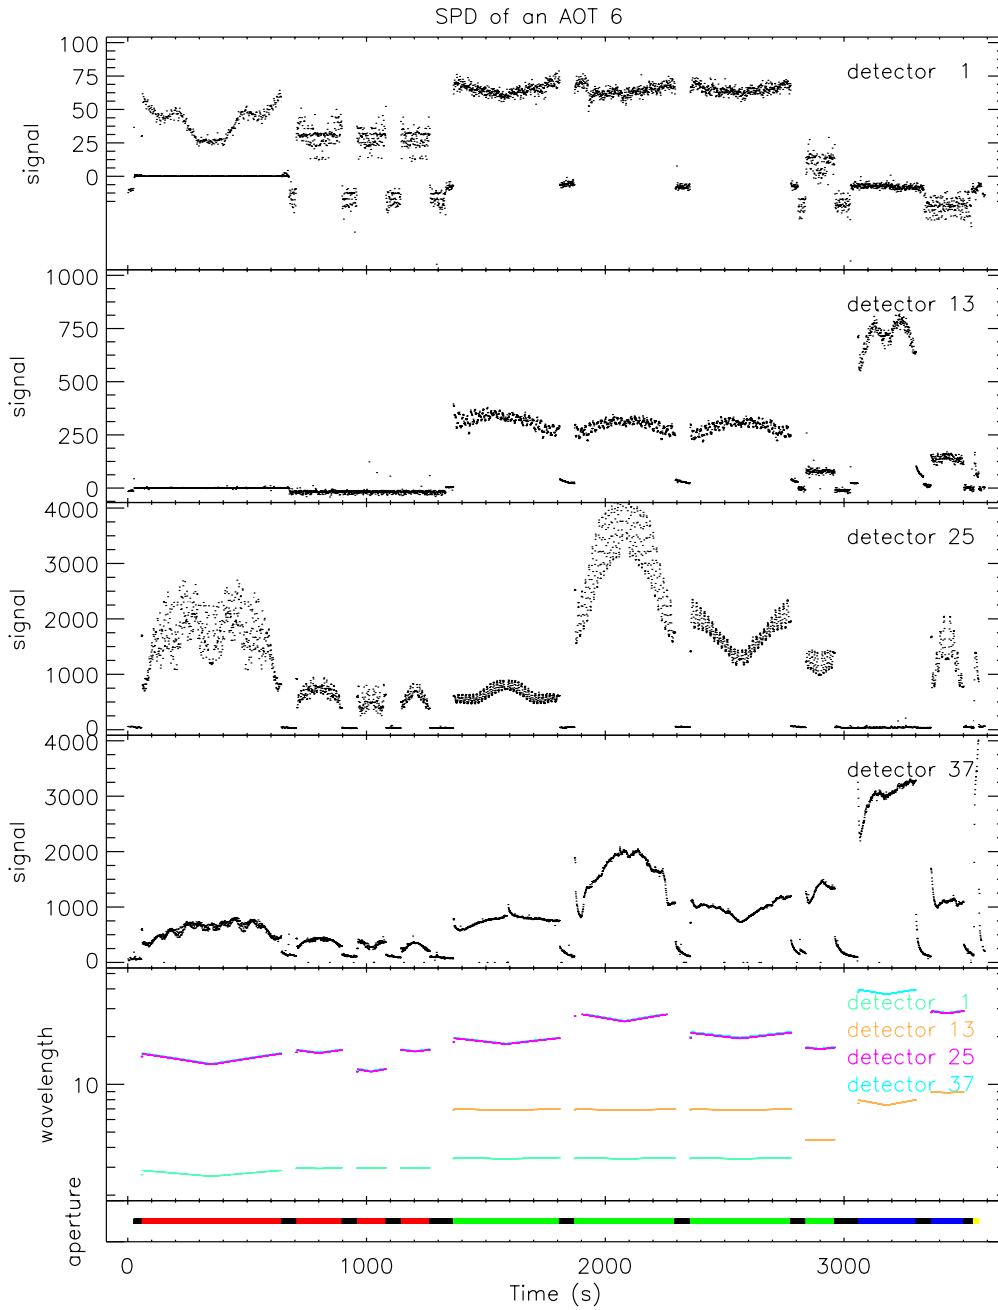 SPD of an AOT 6
100
75
50
25
0
signal
detector 1
1000
750
500
250
0
signal
detector 13
4000
3000
2000
1000
0
signal
detector 25
4000
3000
2000
1000
0
signal
detector 37
wavelength
10
detector 1
detector 13
detector 25
detector 37
aperture
0 1000 2000 3000
Time (s)